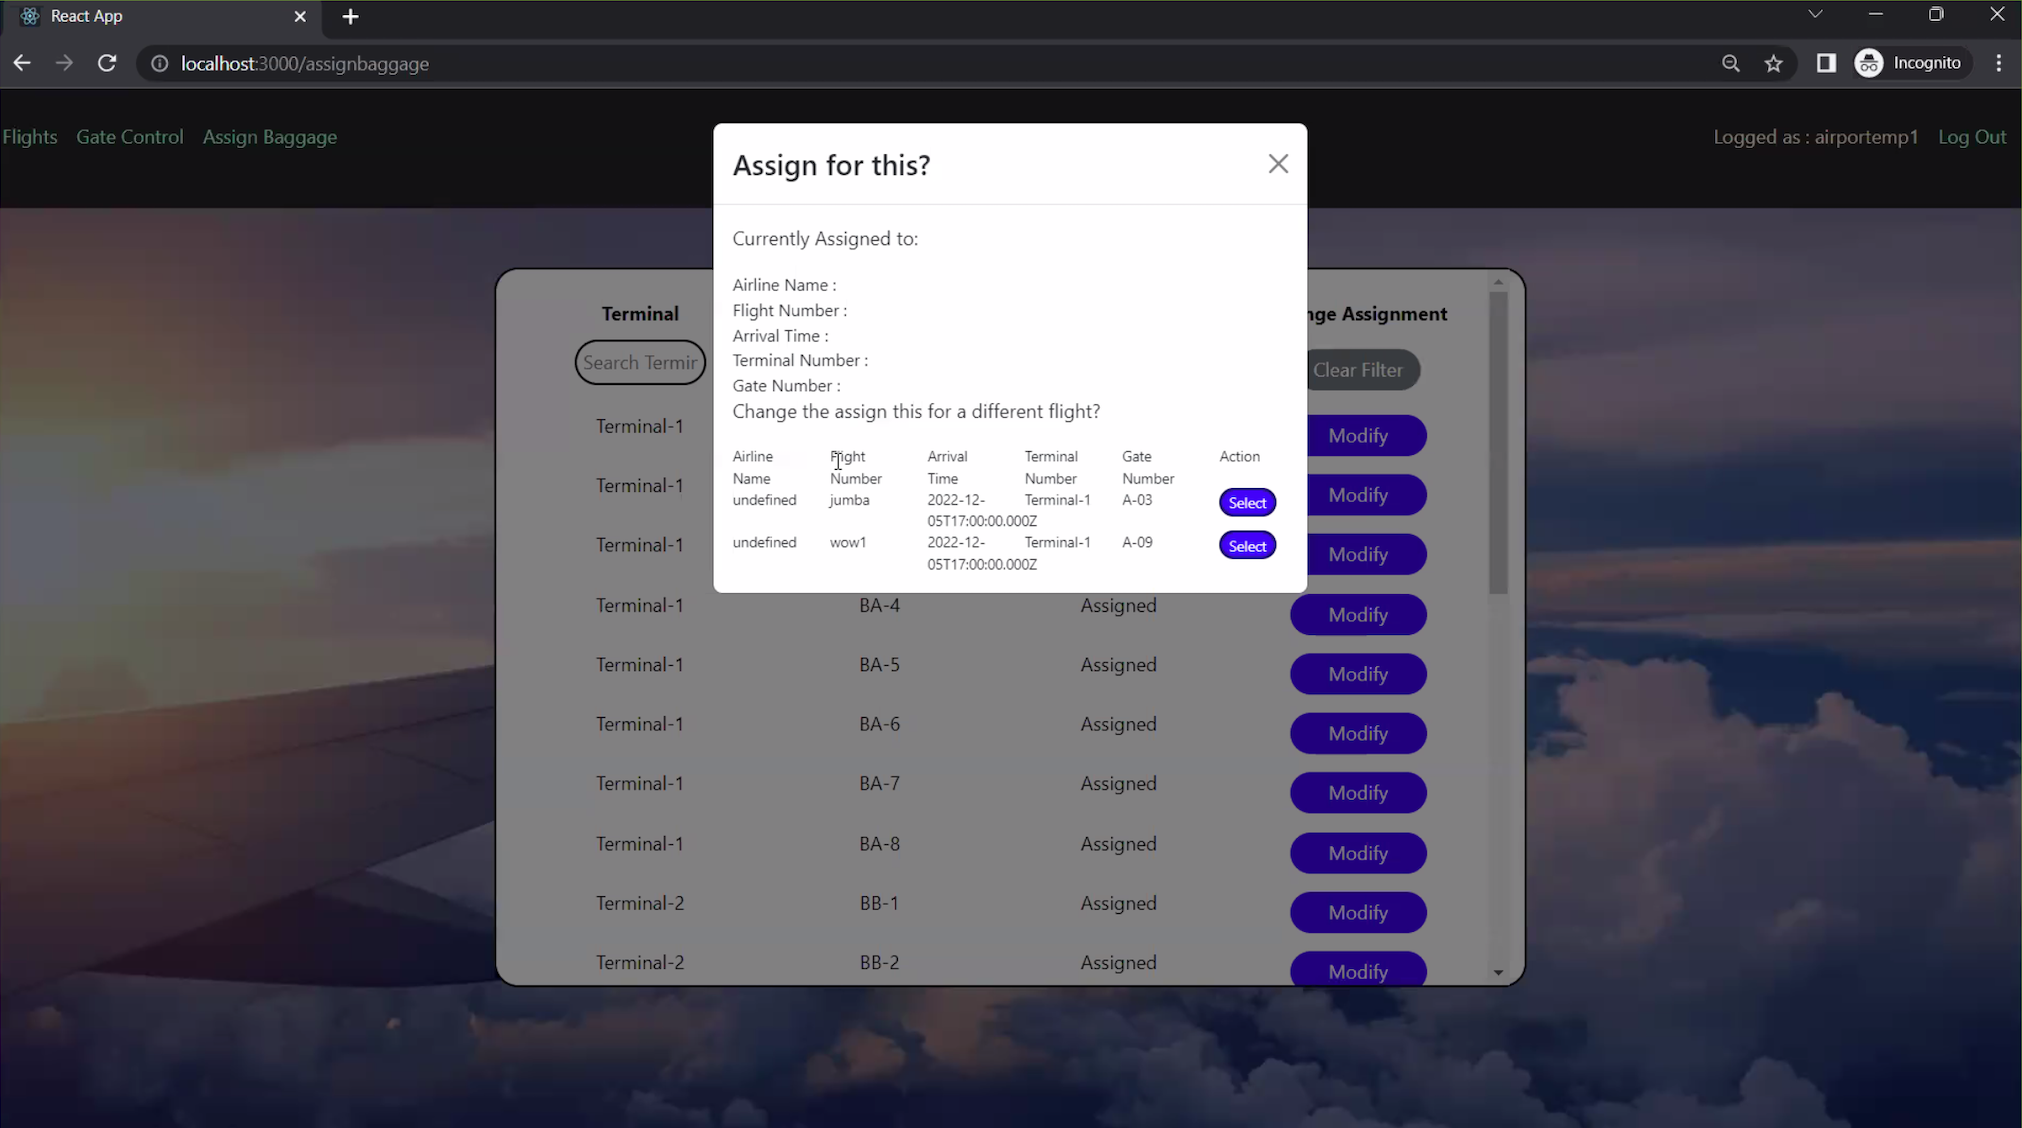 React App
localhost:3000/assignbaggage
Incognito
Flights Gate Control Assign Baggage
Logged as : airportemp1 Log Out
Assign for this?
Currently Assigned to:
Airline Name :
Flight Number :
Arrival Time :
Terminal Number :
Gate Number :
Change the assign this for a different flight?
Airline Flight Arrival Terminal Gate Action
Name Number Time Number Number
undefined jumba 2022-12- Terminal-1 A-03 Select
05T17:00:00.000Z
undefined wow1 2022-12- Terminal-1 A-09 Select
05T17:00:00.000Z
Terminal nge Assignment
Search Termir Clear Filter
Terminal-1 Modify
Terminal-1 Modify
Terminal-1 Modify
Terminal-1 BA-4 Assigned Modify
Terminal-1 BA-5 Assigned Modify
Terminal-1 BA-6 Assigned Modify
Terminal-1 BA-7 Assigned Modify
Terminal-1 BA-8 Assigned Modify
Terminal-2 BB-1 Assigned Modify
Terminal-2 BB-2 Assigned Modify